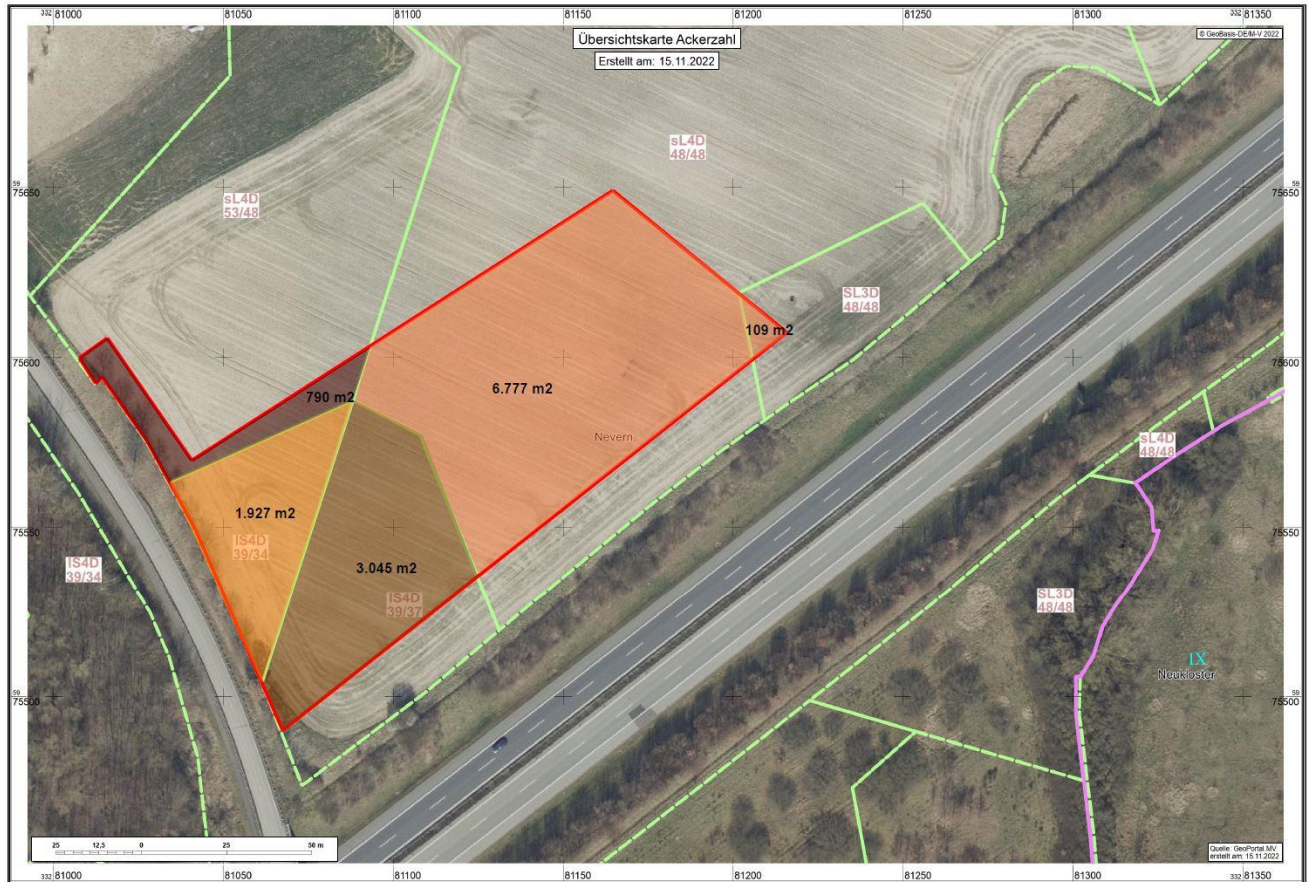 332 81000 81050 81100 81150 81200 81250 81300 332 81350
Übersichtskarte Ackerzahl
Erstellt am: 15.11.2022
© GeoBasis-DE/M-V 2022
sL4D
48/48
59
75650
59
75650
sL4D
53/48
SL3D
48/48
109 m2
75600
75600
6.777 m2
790 m2
Nevern
sL4D
48/48
1.927 m2
lS4D
39/34
75550
75550
lS4D
39/34
3.045 m2
lS4D
39/37
SL3D
48/48
IX
Neukloster
59
75500
59
75500
25 12,5 0 25 50 m
Quelle: GeoPortal.MV
erstellt am: 15.11.2022
332 81000 81050 81100 81150 81200 81250 81300 332 81350